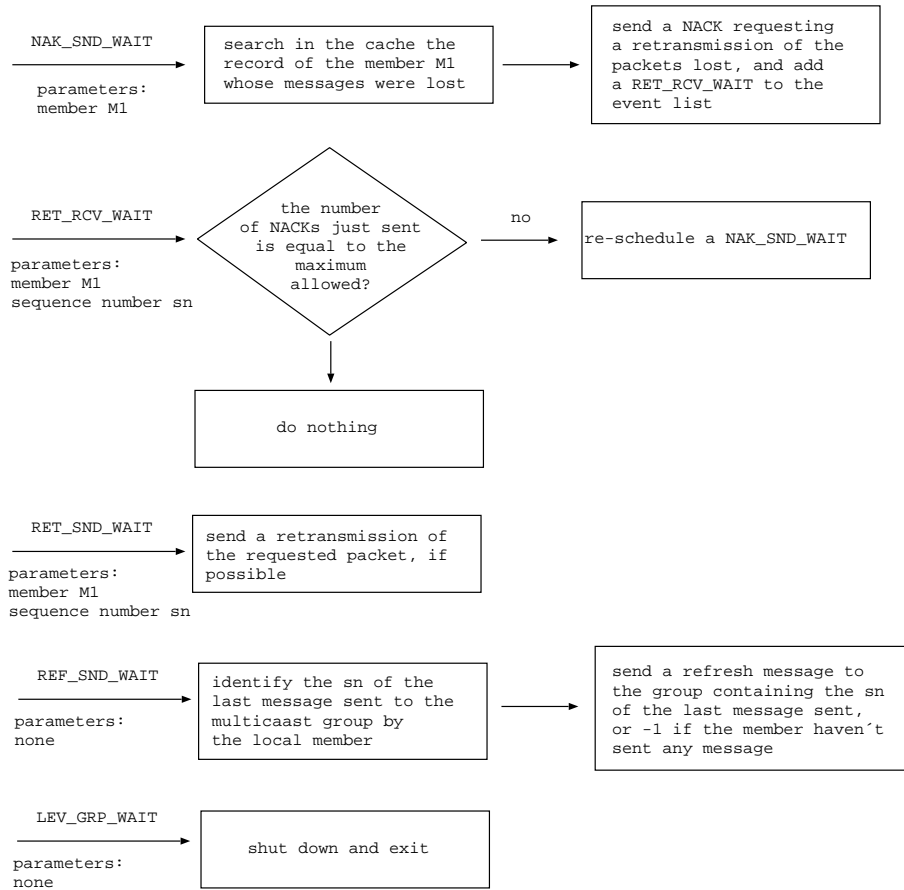 NAK_SND_WAIT
parameters:
member M1
search in the cache the
record of the member M1
whose messages were lost
send a NACK requesting
a retransmission of the
packets lost, and add
a RET_RCV_WAIT to the
event list
RET_RCV_WAIT
parameters:
member M1
sequence number sn
the number
of NACKs just sent
is equal to the
maximum
allowed?
no
re-schedule a NAK_SND_WAIT
do nothing
RET_SND_WAIT
parameters:
member M1
sequence number sn
send a retransmission of
the requested packet, if
possible
REF_SND_WAIT
parameters:
none
identify the sn of the
last message sent to the
multicaast group by
the local member
send a refresh message to
the group containing the sn
of the last message sent,
or -1 if the member haven´t
sent any message
LEV_GRP_WAIT
parameters:
none
shut down and exit